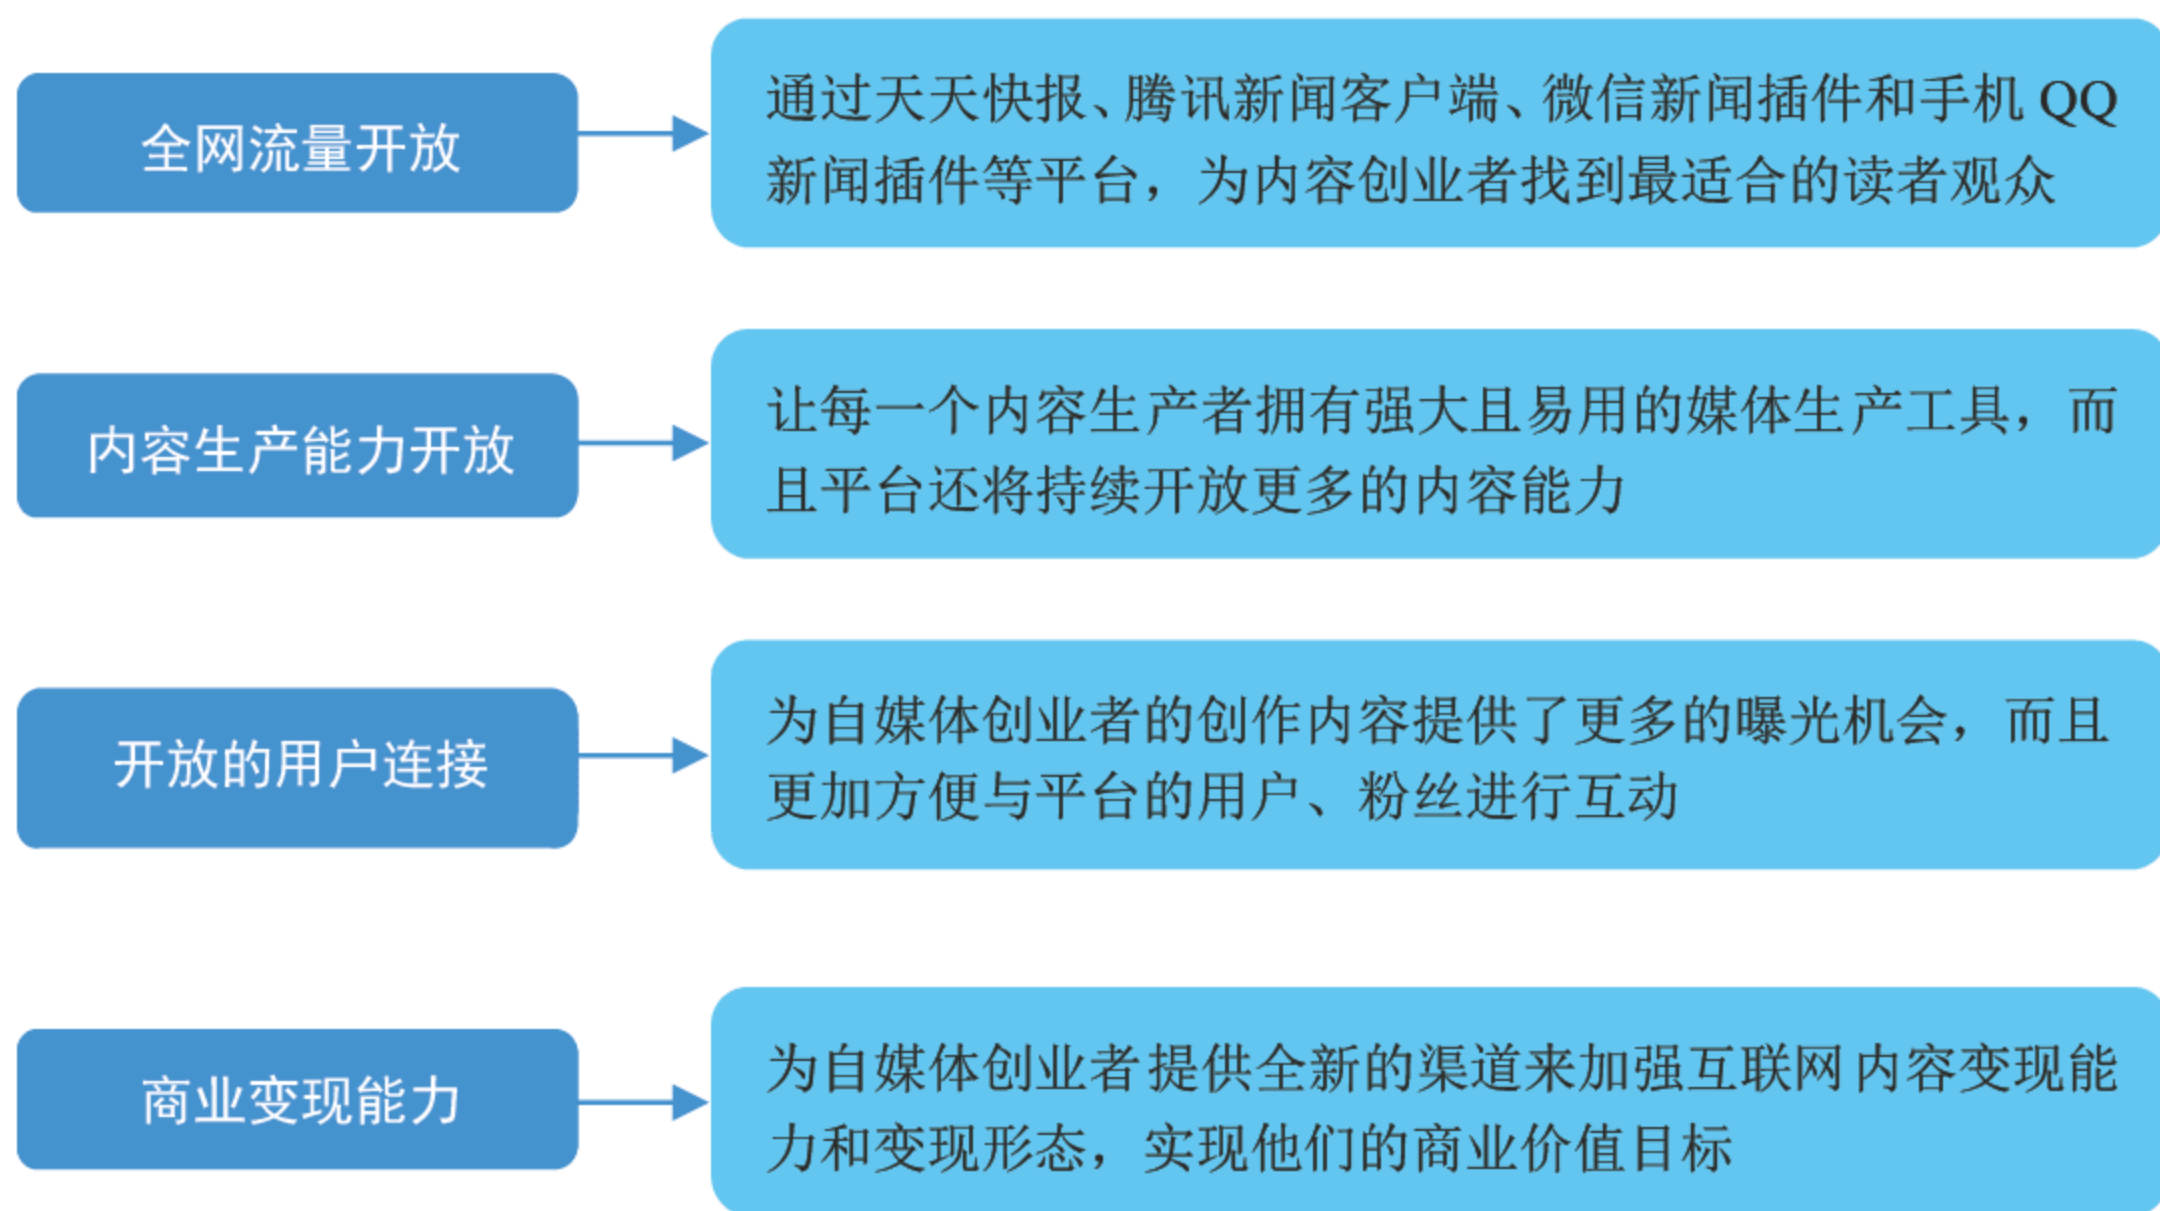 全网流量开放
通过天天快报、腾讯新闻客户端、微信新闻插件和手机 QQ
新闻插件等平台，为内容创业者找到最适合的读者观众
内容生产能力开放
让每一个内容生产者拥有强大且易用的媒体生产工具，而
且平台还将持续开放更多的内容能力
开放的用户连接
为自媒体创业者的创作内容提供了更多的曝光机会，而且
更加方便与平台的用户、粉丝进行互动
商业变现能力
为自媒体创业者提供全新的渠道来加强互联网内容变现能
力和变现形态，实现他们的商业价值目标